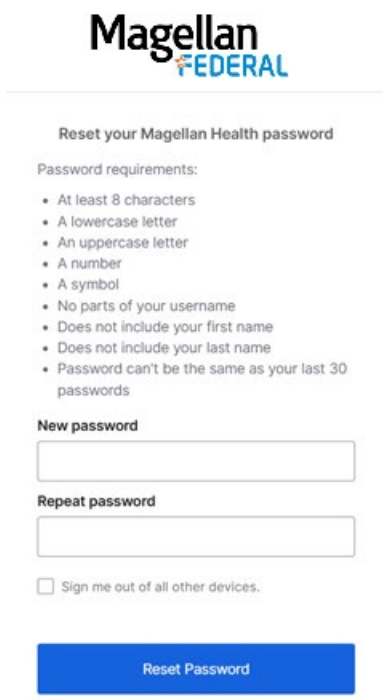 Magellan
FEDERAL
Reset your Magellan Health password
Password requirements:
• At least 8 characters
• A lowercase letter
• An uppercase letter
• A number
• A symbol
• No parts of your username
• Does not include your first name
• Does not include your last name
• Password can't be the same as your last 30
passwords
New password
Repeat password
Sign me out of all other devices.
Reset Password